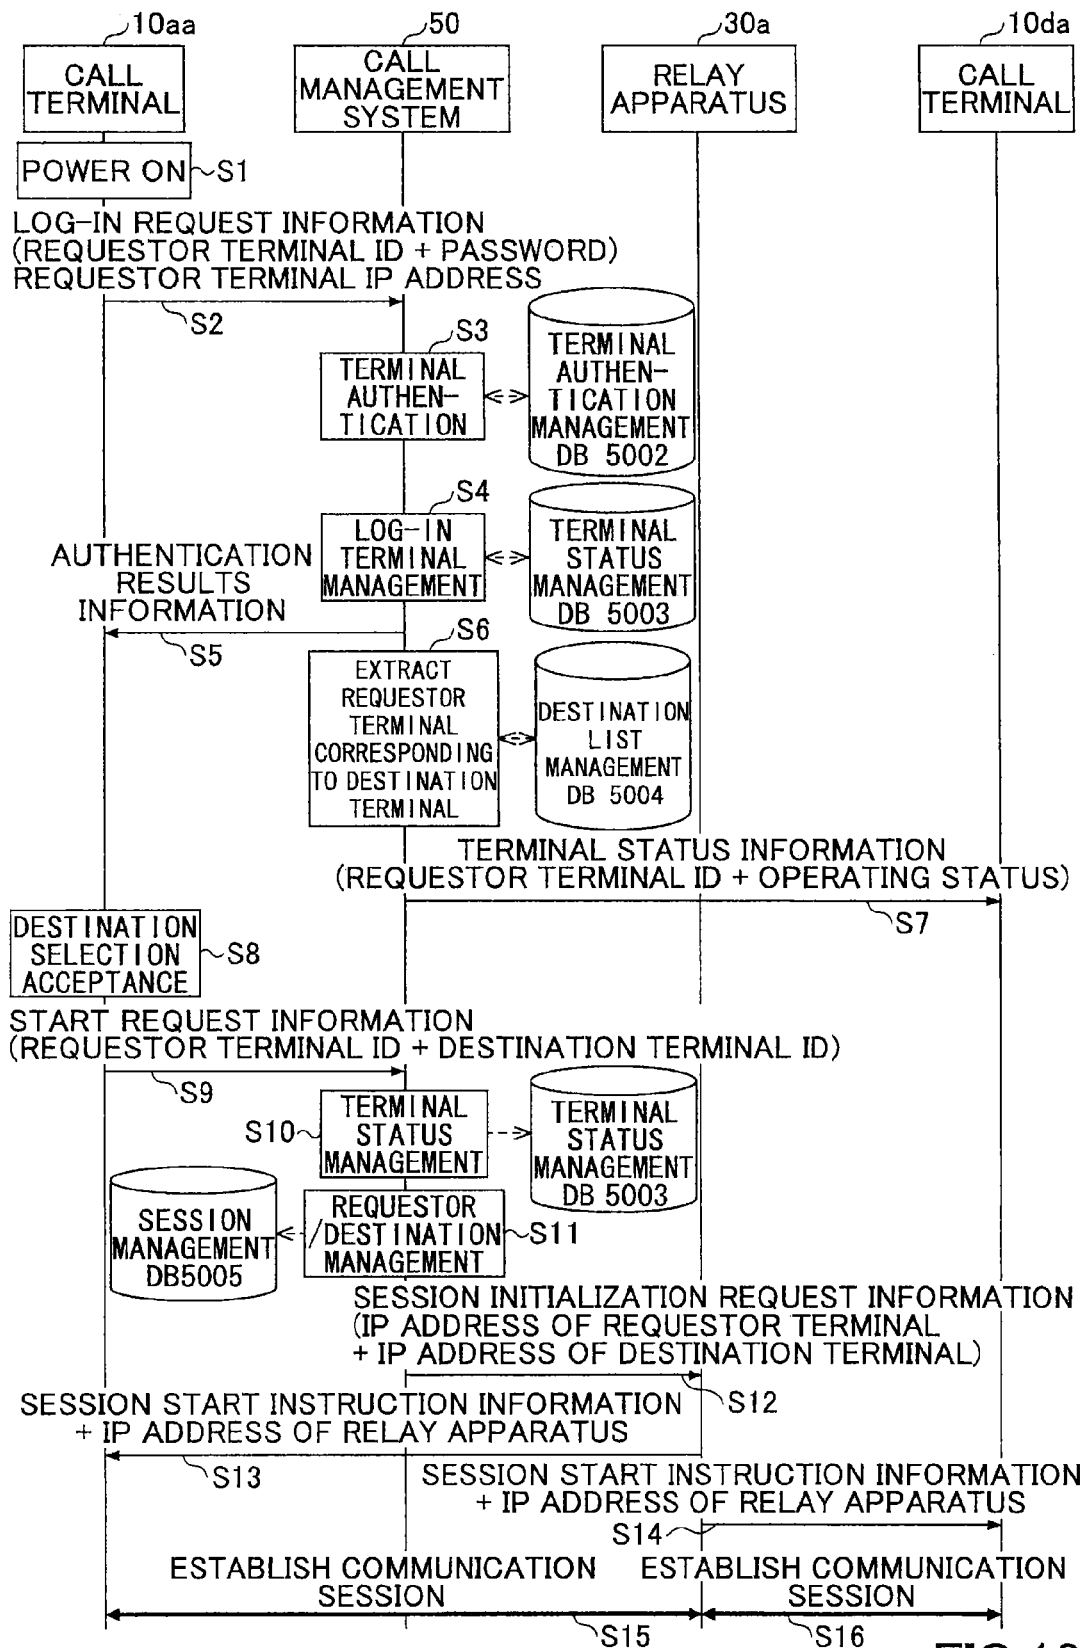 10aa
50
30a
10da
CALL
TERMINAL
CALL
MANAGEMENT
SYSTEM
RELAY
APPARATUS
CALL
TERMINAL
POWER ON
S1
LOG-IN REQUEST INFORMATION
(REQUESTOR TERMINAL ID + PASSWORD)
REQUESTOR TERMINAL IP ADDRESS
S2
S3
TERMINAL
AUTHEN-
TICATION
TERMINAL
AUTHEN-
TICATION
MANAGEMENT
DB 5002
S4
LOG-IN
TERMINAL
MANAGEMENT
TERMINAL
STATUS
MANAGEMENT
DB 5003
AUTHENTICATION
RESULTS
INFORMATION
S5
S6
EXTRACT
REQUESTOR
TERMINAL
CORRESPONDING
TO DESTINATION
TERMINAL
DESTINATION
LIST
MANAGEMENT
DB 5004
TERMINAL STATUS INFORMATION
(REQUESTOR TERMINAL ID + OPERATING STATUS)
S7
DESTINATION
SELECTION
ACCEPTANCE
S8
START REQUEST INFORMATION
(REQUESTOR TERMINAL ID + DESTINATION TERMINAL ID)
S9
S10
TERMINAL
STATUS
MANAGEMENT
TERMINAL
STATUS
MANAGEMENT
DB 5003
SESSION
MANAGEMENT
DB5005
REQUESTOR
/DESTINATION
MANAGEMENT
S11
SESSION INITIALIZATION REQUEST INFORMATION
(IP ADDRESS OF REQUESTOR TERMINAL
+ IP ADDRESS OF DESTINATION TERMINAL)
S12
SESSION START INSTRUCTION INFORMATION
+ IP ADDRESS OF RELAY APPARATUS
S13
SESSION START INSTRUCTION INFORMATION
+ IP ADDRESS OF RELAY APPARATUS
S14
ESTABLISH COMMUNICATION
SESSION
ESTABLISH COMMUNICATION
SESSION
S15
S16